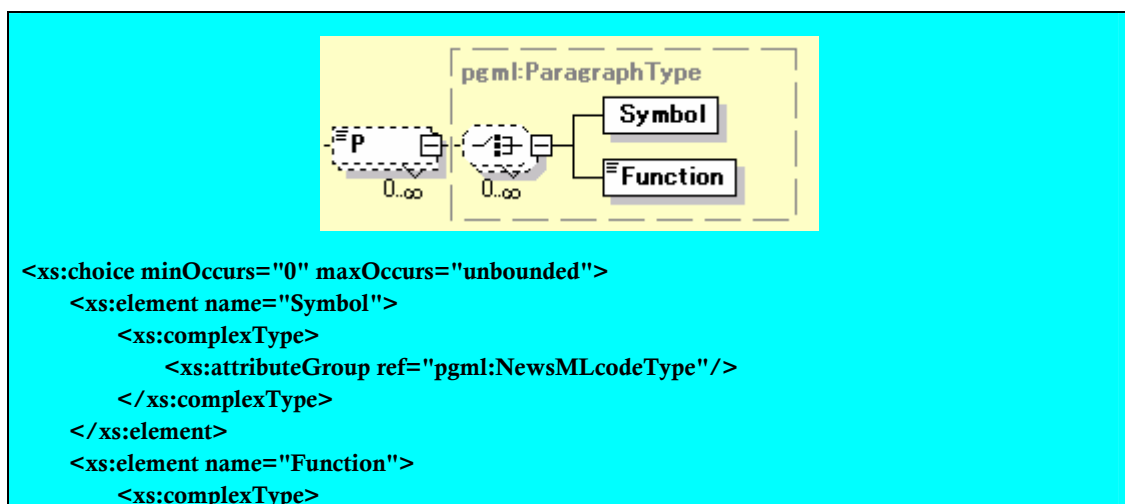 pgml:ParagraphType
Symbol
P
0..∞
0..∞
Function
<xs:choice minOccurs="0" maxOccurs="unbounded">
<xs:element name="Symbol">
<xs:complexType>
<xs:attributeGroup ref="pgml:NewsMLcodeType"/>
</xs:complexType>
</xs:element>
<xs:element name="Function">
<xs:complexType>